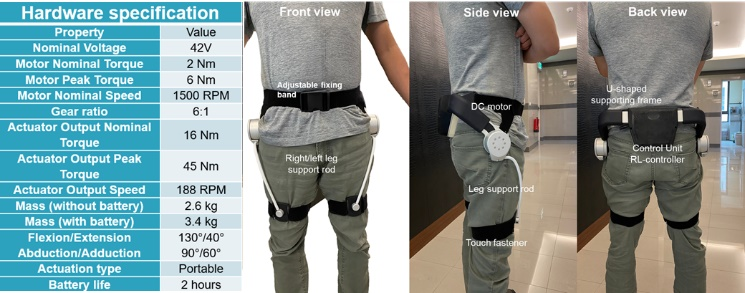 Hardware specification
Property Value
Nominal Voltage 42V
Motor Nominal Torque 2 Nm
Motor Peak Torque 6 Nm
Motor Nominal Speed 1500 RPM
Gear ratio 6:1
Actuator Output Nominal
Torque 16 Nm
Actuator Output Peak
Torque 45 Nm
Actuator Output Speed 188 RPM
Mass (without battery) 2.6 kg
Mass (with battery) 3.4 kg
Flexion/Extension 130°/40°
Abduction/Adduction 90°/60°
Actuation type Portable
Battery life 2 hours
Front view
Adjustable fixing
band
Right/left leg
support rod
Side view
DC motor
Leg support rod
Touch fastener
Back view
U-shaped
supporting frame
Control Unit
RL-controller